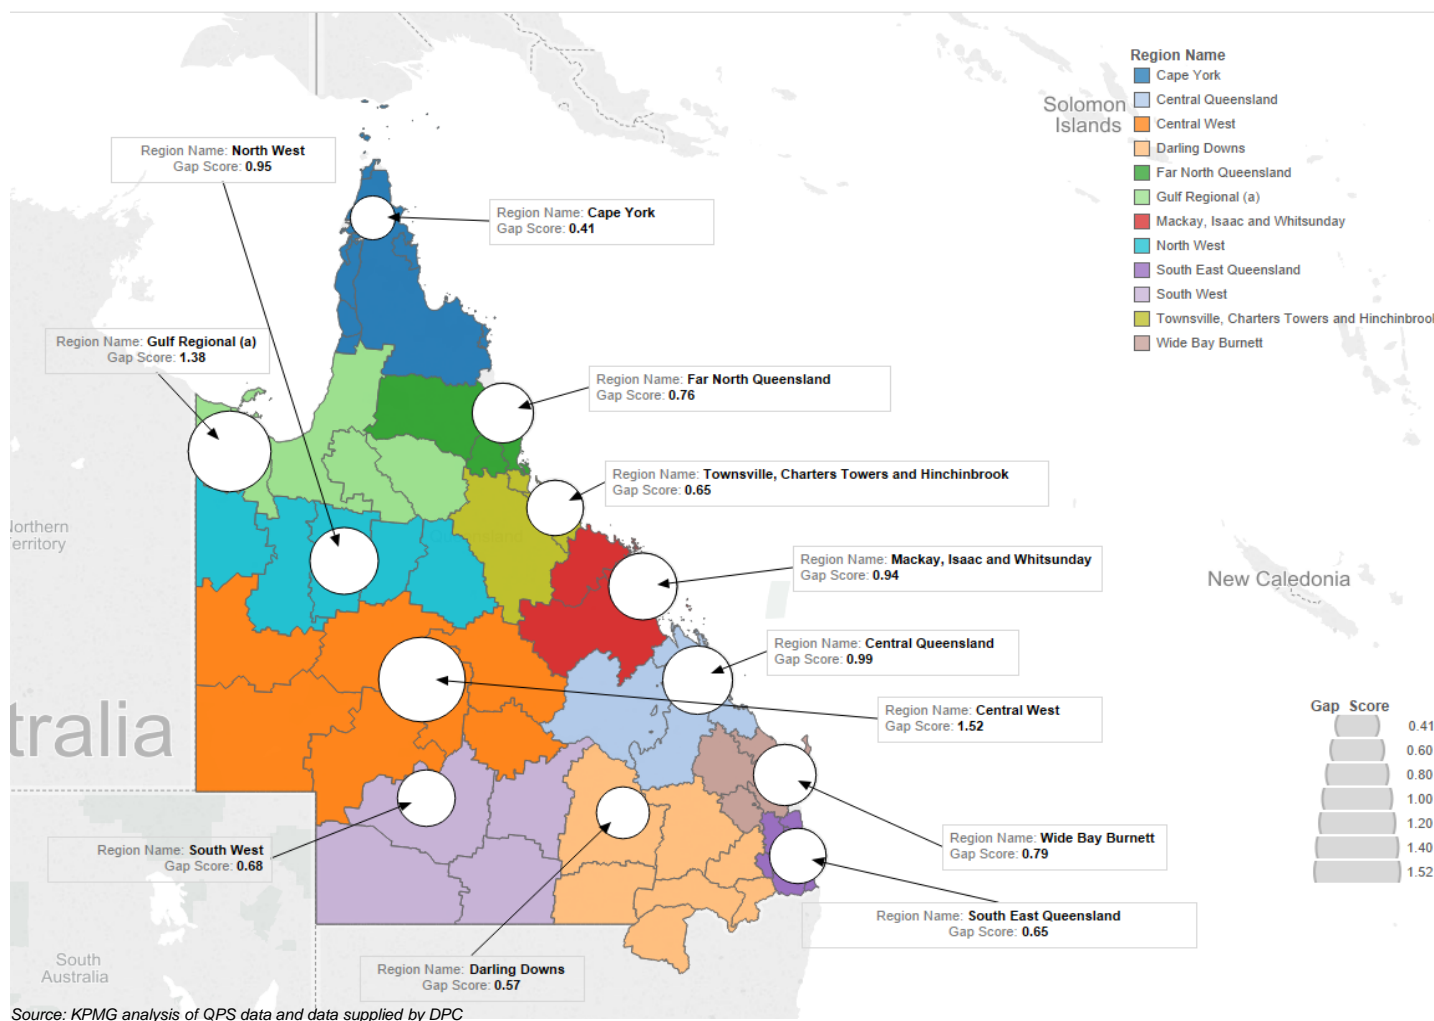 Region Name
Cape York
Central Queensland
Central West
Darling Downs
Far North Queensland
Gulf Regional (a)
Mackay, Isaac and Whitsunday
North West
South East Queensland
South West
Townsville, Charters Towers and Hinchinbrook
Wide Bay Burnett
Solomon
Islands
Region Name: North West
Gap Score: 0.95
Region Name: Cape York
Gap Score: 0.41
Region Name: Gulf Regional (a)
Gap Score: 1.38
Region Name: Far North Queensland
Gap Score: 0.76
Region Name: Townsville, Charters Towers and Hinchinbrook
Gap Score: 0.65
Northern
Territory
Region Name: Mackay, Isaac and Whitsunday
Gap Score: 0.94
New Caledonia
Region Name: Central Queensland
Gap Score: 0.99
Region Name: Central West
Gap Score: 1.52
tralia
Gap Score
0.41
0.60
0.80
1.00
1.20
1.40
1.52
Region Name: South West
Gap Score: 0.68
Region Name: Wide Bay Burnett
Gap Score: 0.79
Region Name: South East Queensland
Gap Score: 0.65
South
Australia
Region Name: Darling Downs
Gap Score: 0.57
Source: KPMG analysis of QPS data and data supplied by DPC